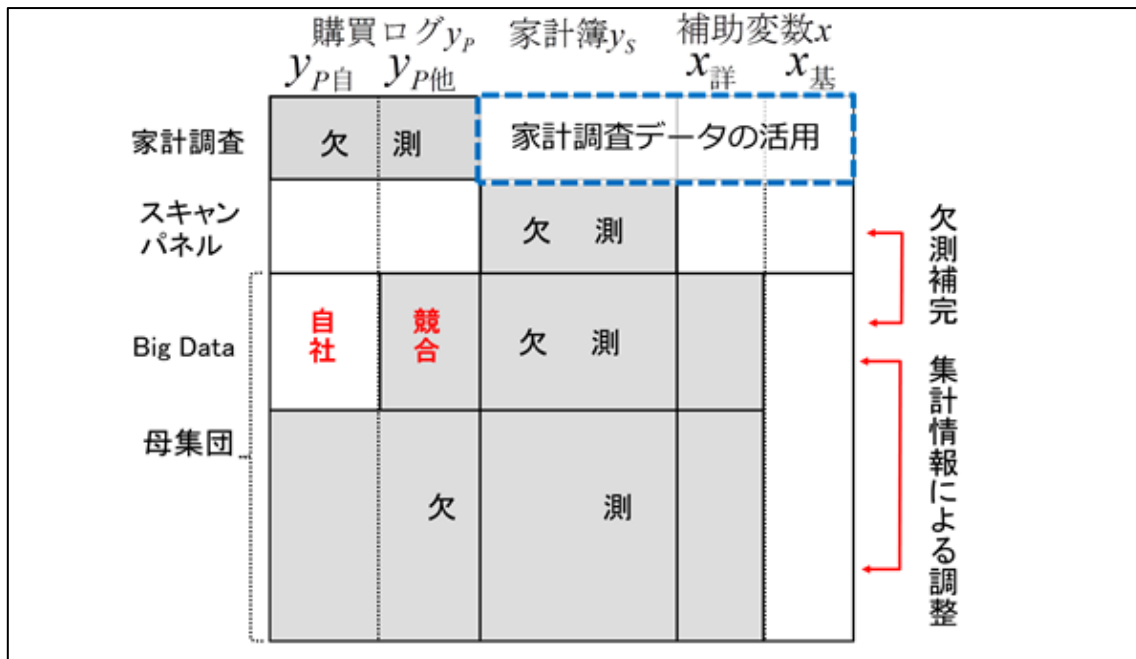 購買ログyP 家計簿yS 補助変数x
yP自 yP他 x詳 x基
家計調査
欠 測
家計調査データの活用
スキャン
パネル
欠 測
Big Data
自社
競合
欠 測
母集団
欠 測
欠測補完
集計情報による調整